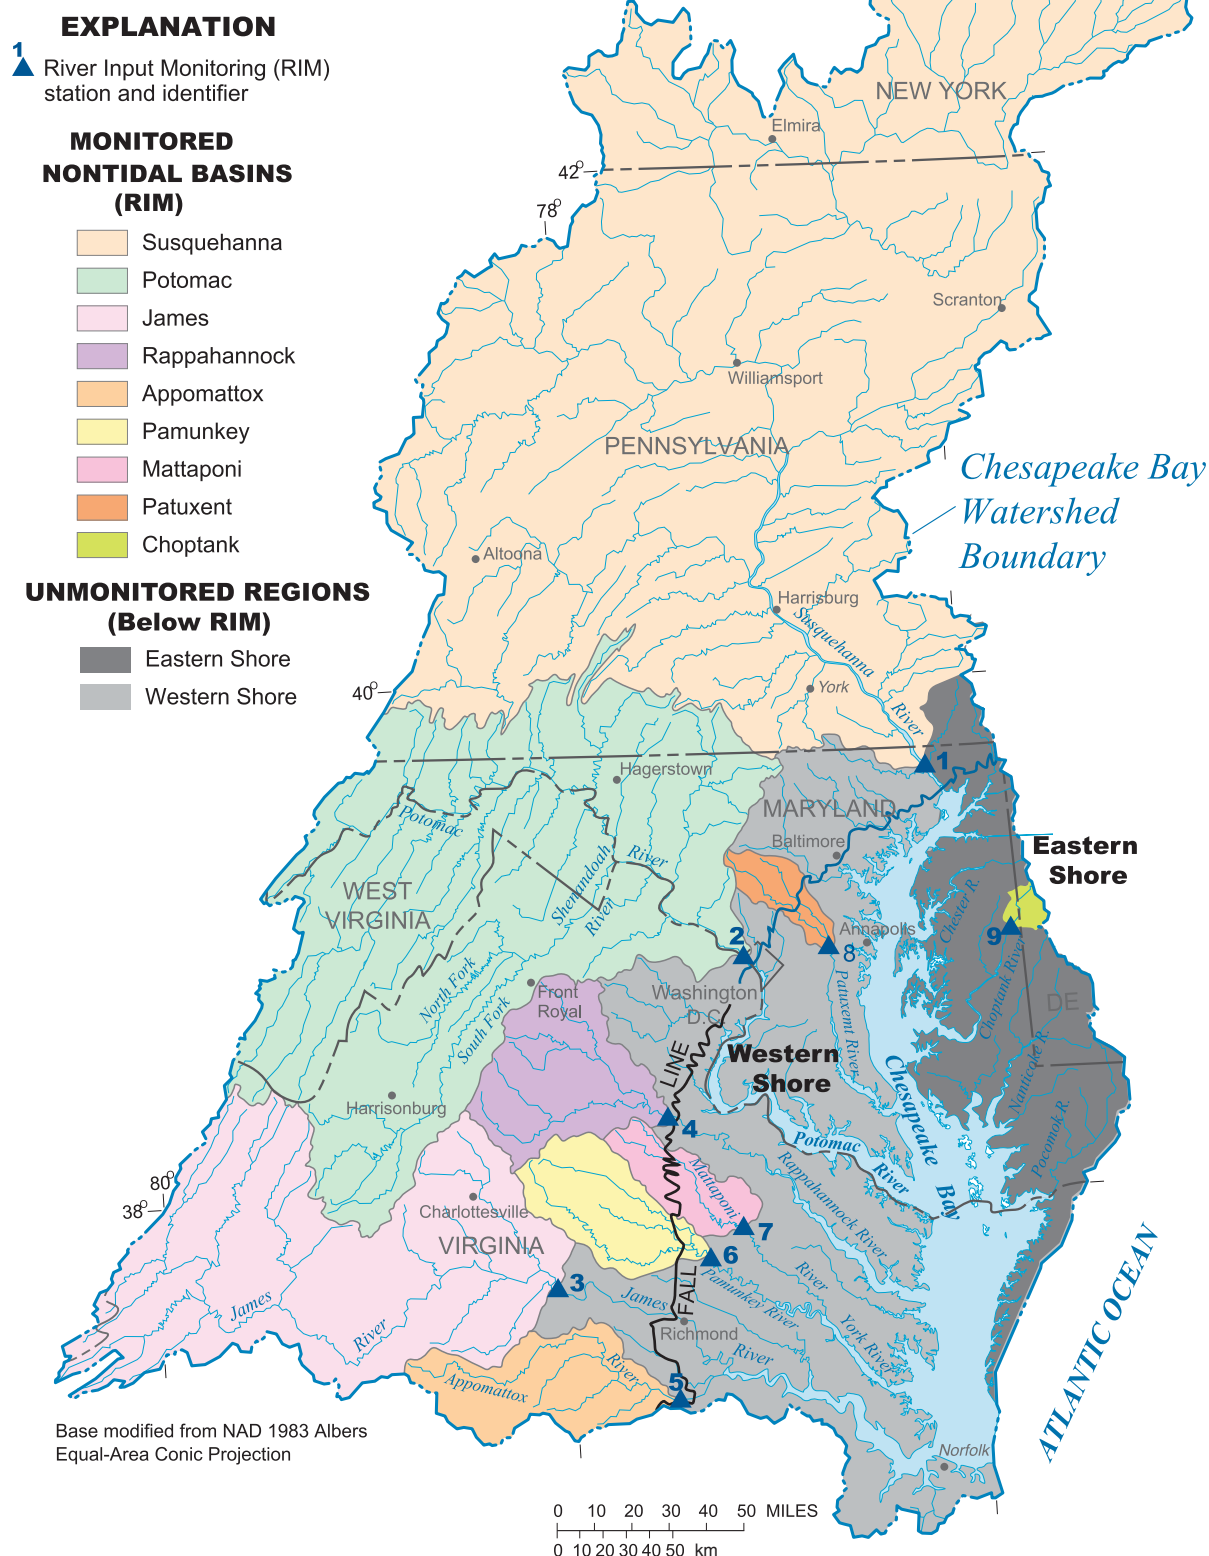 EXPLANATION
1
River Input Monitoring (RIM)
station and identifier
MONITORED
NONTIDAL BASINS
(RIM)
Susquehanna
Potomac
James
Rappahannock
Appomattox
Pamunkey
Mattaponi
Patuxent
Choptank
UNMONITORED REGIONS
(Below RIM)
Eastern Shore
Western Shore
NEW YORK
Elmira
42°
78°
Scranton
Williamsport
PENNSYLVANIA
Chesapeake Bay
Watershed
Boundary
Altoona
Harrisburg
Susquehanna
River
York
40°
1
Hagerstown
MARYLAND
Baltimore
Potomac
River
Shenandoah
River
Eastern
Shore
WEST
VIRGINIA
Chester R.
2
8
Annapolis
9
Choptank River
North Fork
South Fork
Front
Royal
Washington
D.C.
Patuxemt River
DE
Western
Shore
LINE
Nanticoke R.
Chesapeake
Bay
Harrisonburg
4
Potomac
River
Pocomok R.
80°
38°
Charlottesville
VIRGINIA
Mattaponi
Rappahannock River
7
6
3
River
Pamunkey River
York River
FALL
James
River
James
River
Richmond
5
Appomattox
River
ATLANTIC OCEAN
Norfolk
Base modified from NAD 1983 Albers
Equal-Area Conic Projection
0 10 20 30 40 50 MILES
0 10 20 30 40 50 km